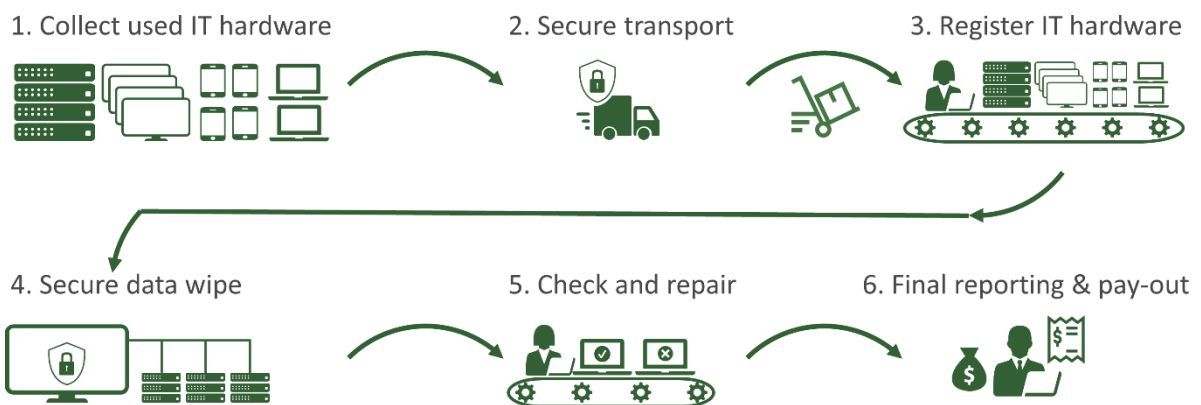 1. Collect used IT hardware
2. Secure transport
3. Register IT hardware
4. Secure data wipe
5. Check and repair
6. Final reporting & pay-out
$
$